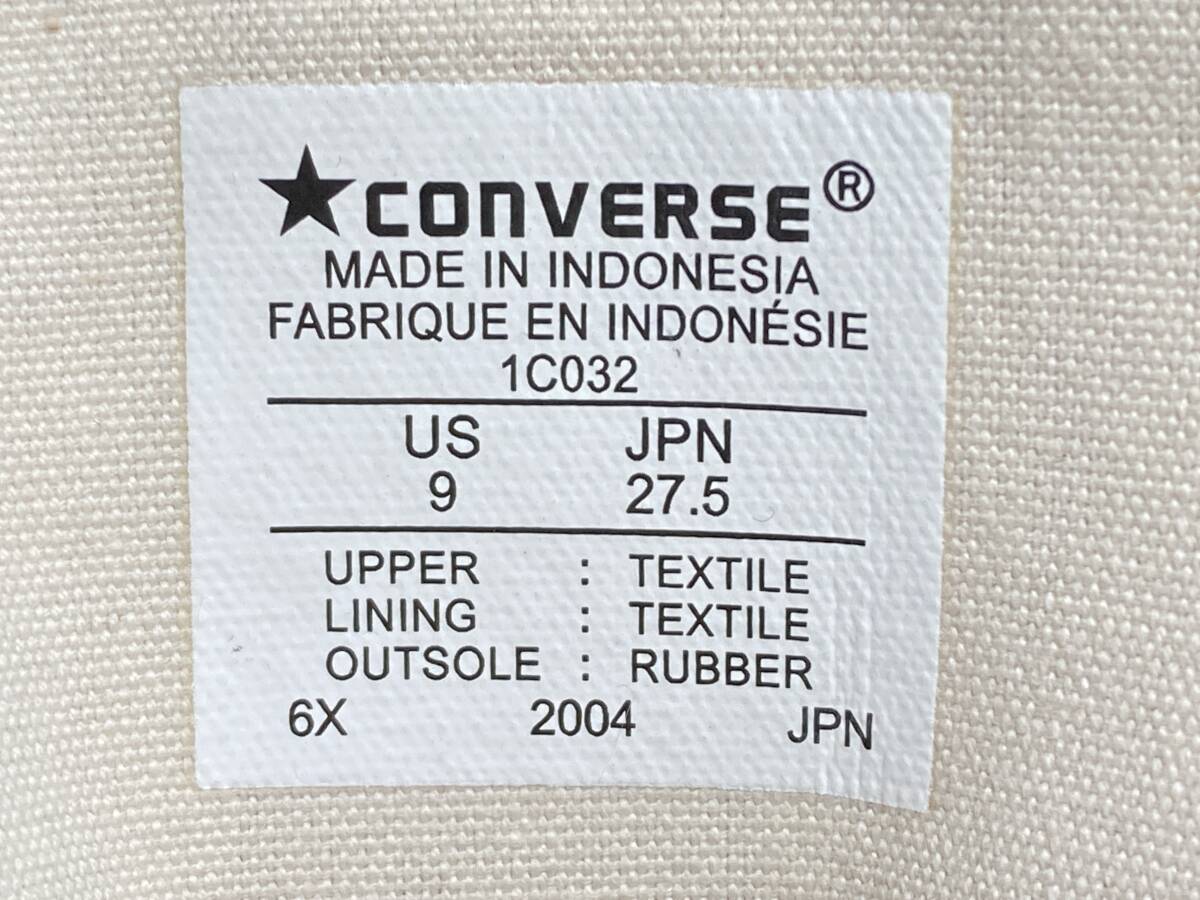 ★CONVERSE®
MADE IN INDONESIA
FABRIQUE EN INDONÉSIE
1C032
US JPN
9 27.5
UPPER : TEXTILE
LINING : TEXTILE
OUTSOLE : RUBBER
6X 2004 JPN